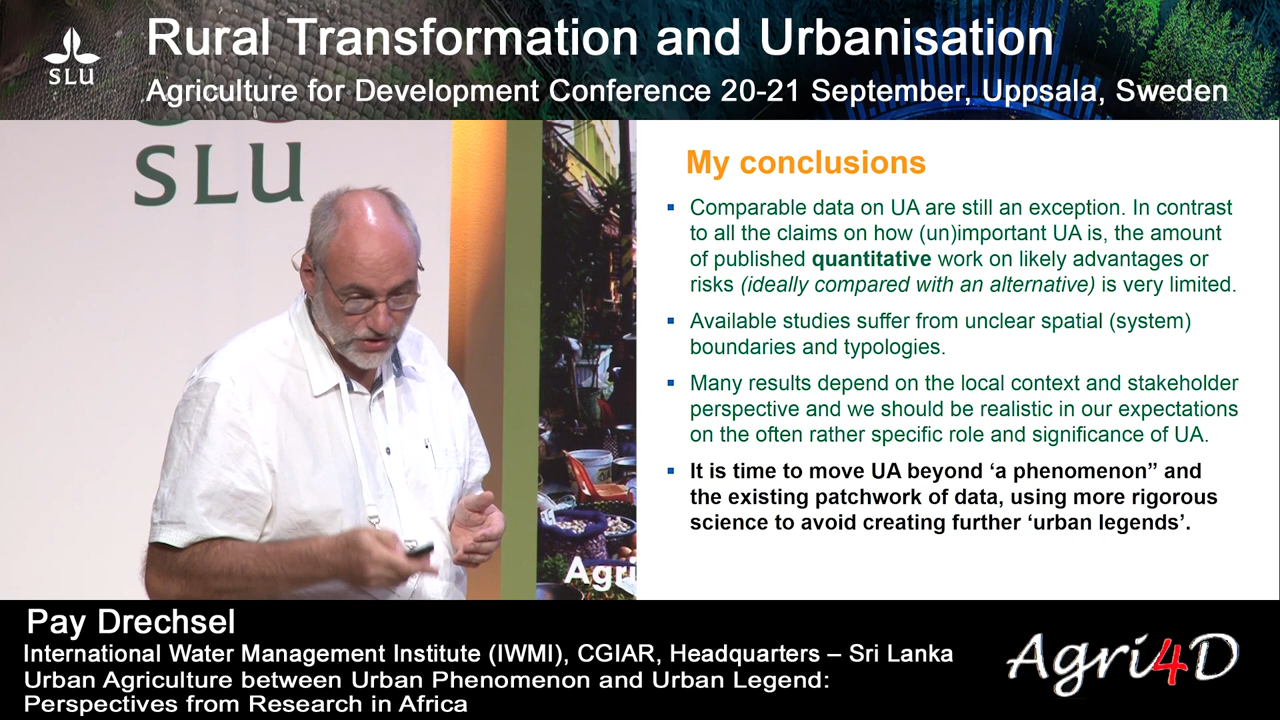 Rural Transformation and Urbanisation
SLU
Agriculture for Development Conference 20-21 September, Uppsala, Sweden
SLU
My conclusions
Comparable data on UA are still an exception. In contrast
to all the claims on how (un)important UA is, the amount
of published quantitative work on likely advantages or
risks (ideally compared with an alternative) is very limited.
Available studies suffer from unclear spatial (system)
boundaries and typologies.
Many results depend on the local context and stakeholder
perspective and we should be realistic in our expectations
on the often rather specific role and significance of UA.
It is time to move UA beyond ‘a phenomenon” and
the existing patchwork of data, using more rigorous
science to avoid creating further ‘urban legends’.
Agri
Pay Drechsel
International Water Management Institute (IWMI), CGIAR, Headquarters – Sri Lanka
Urban Agriculture between Urban Phenomenon and Urban Legend:
Perspectives from Research in Africa
Agri4D